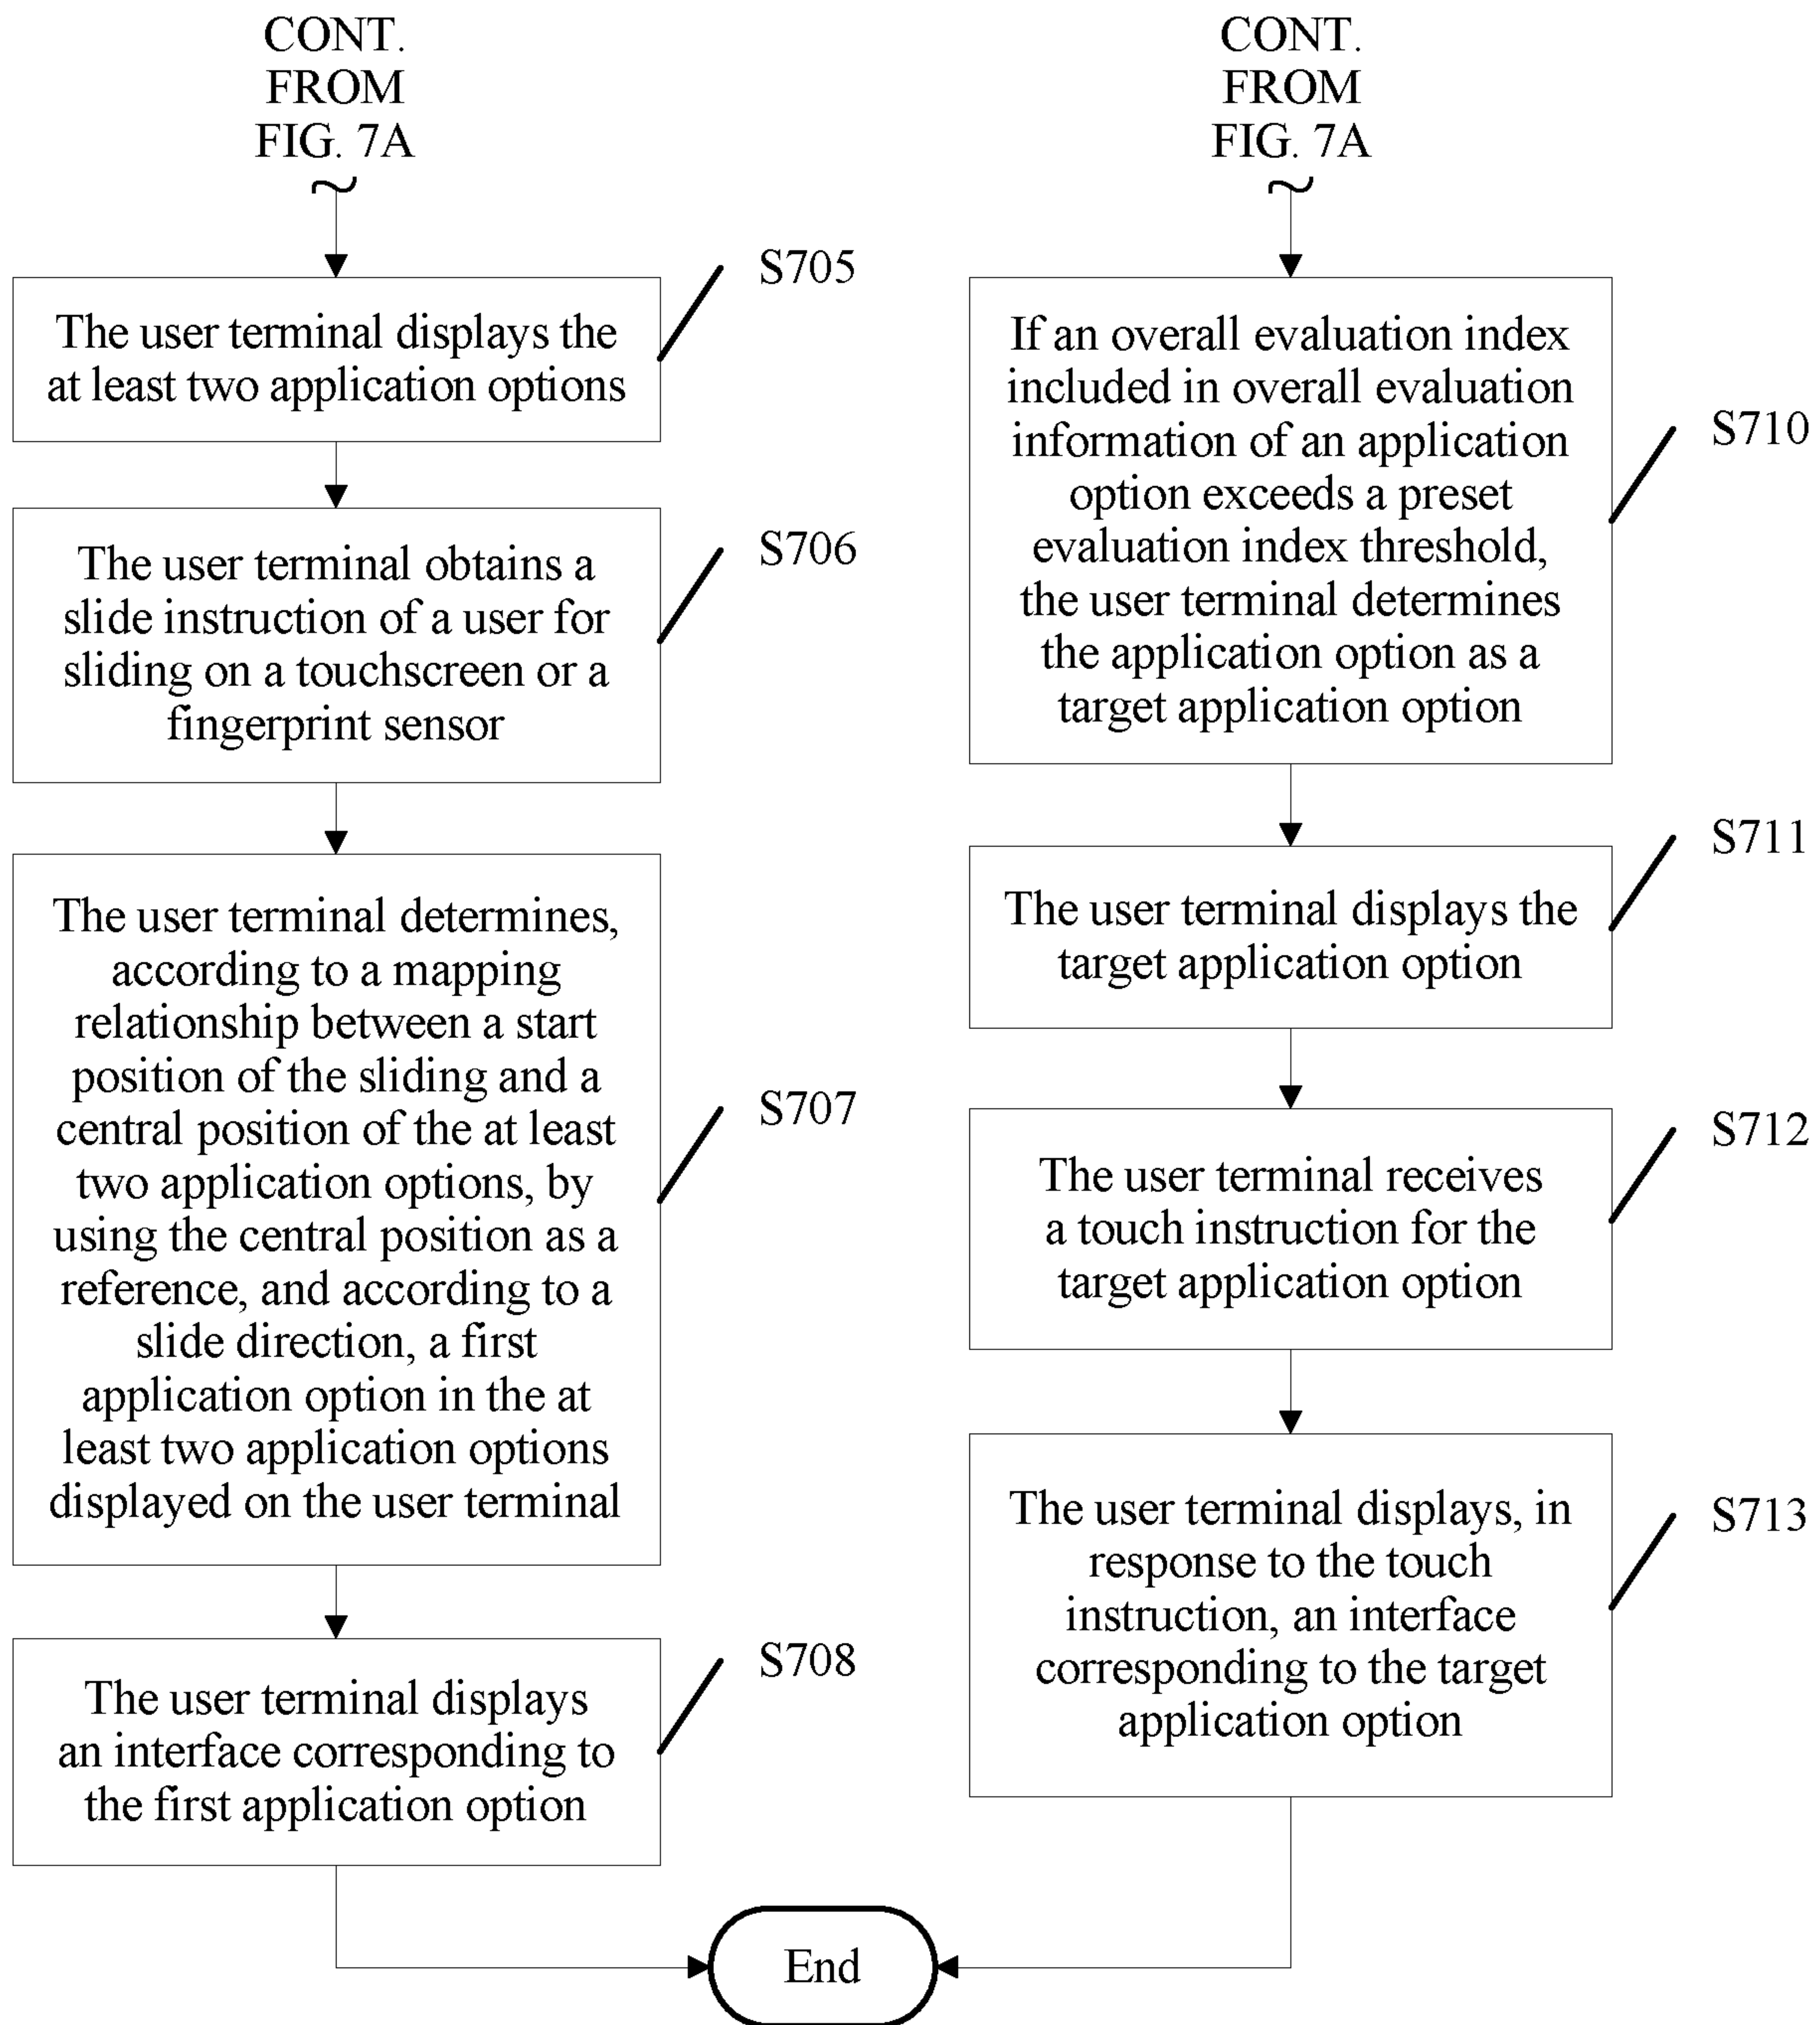 CONT.
FROM
FIG. 7A
S705
The user terminal displays the
at least two application options
S706
The user terminal obtains a
slide instruction of a user for
sliding on a touchscreen or a
fingerprint sensor
The user terminal determines,
according to a mapping
relationship between a start
position of the sliding and a
central position of the at least
two application options, by
using the central position as a
reference, and according to a
slide direction, a first
application option in the at
least two application options
displayed on the user terminal
S707
S708
The user terminal displays
an interface corresponding to
the first application option
CONT.
FROM
FIG. 7A
If an overall evaluation index
included in overall evaluation
information of an application
option exceeds a preset
evaluation index threshold,
the user terminal determines
the application option as a
target application option
S710
S711
The user terminal displays the
target application option
S712
The user terminal receives
a touch instruction for the
target application option
S713
The user terminal displays, in
response to the touch
instruction, an interface
corresponding to the target
application option
End